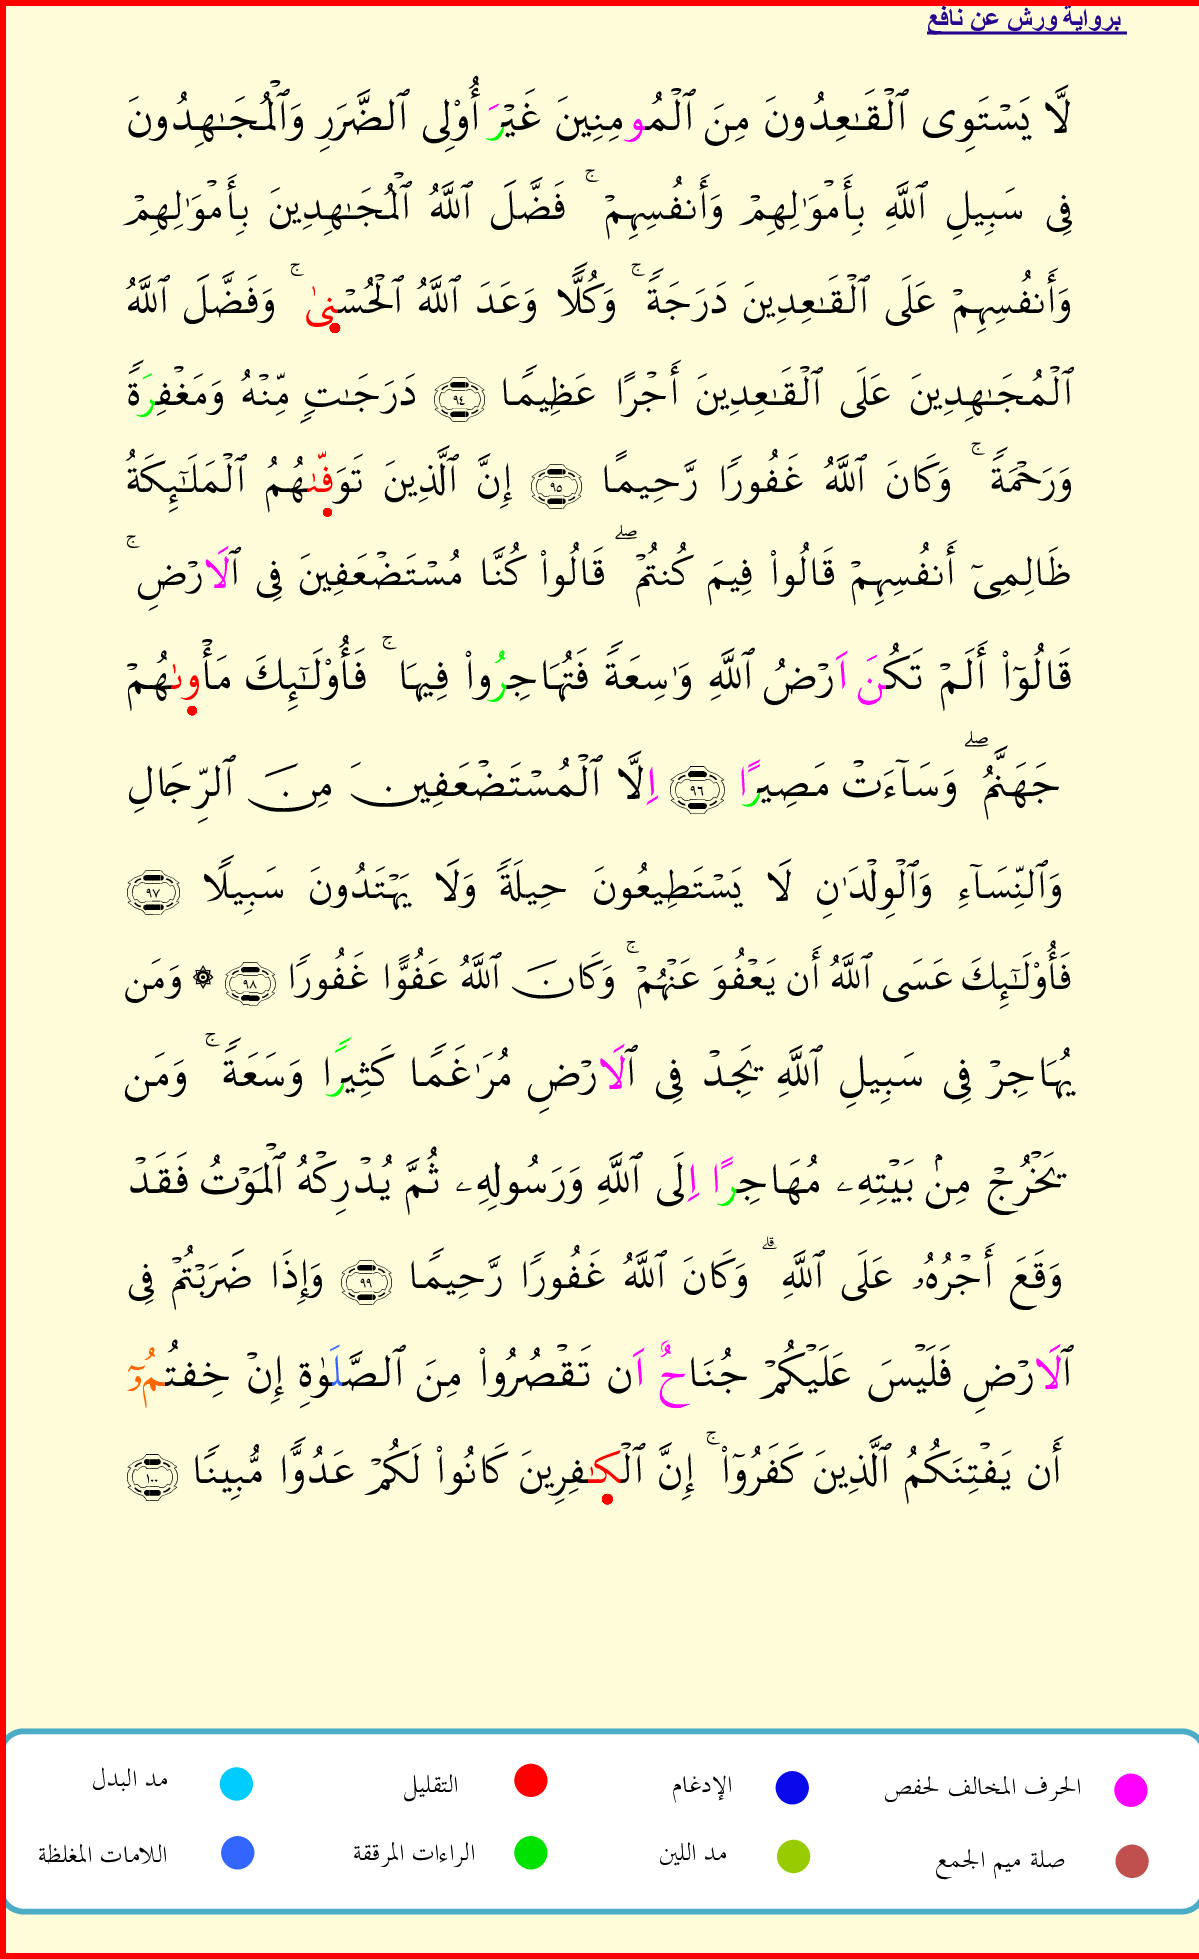 برواية ورش عن نافع
لَّا يَسْتَوِى ٱلْقَـٰعِدُونَ مِنَ ٱلْمُومِنِينَ غَيْرَ أُوْلِى ٱلضَّرَرِ وَٱلْمُجَـٰهِدُونَ
فِى سَبِيلِ ٱللَّهِ بِأَمْوَٰلِهِمْ وَأَنفُسِهِمْ ۚ فَضَّلَ ٱللَّهُ ٱلْمُجَـٰهِدِينَ بِأَمْوَٰلِهِمْ
وَأَنفُسِهِمْ عَلَى ٱلْقَـٰعِدِينَ دَرَجَةً ۚ وَكُلًّا وَعَدَ ٱللَّهُ ٱلْحُسْنىٰ ۚ وَفَضَّلَ ٱللَّهُ
ٱلْمُجَـٰهِدِينَ عَلَى ٱلْقَـٰعِدِينَ أَجْرًا عَظِيمًا ٩٤ دَرَجَـٰتٍ مِّنْهُ وَمَغْفِرَةً
وَرَحْمَةً ۚ وَكَانَ ٱللَّهُ غَفُورًا رَّحِيمًا ٩٥ إِنَّ ٱلَّذِينَ تَوَفّىٰهُمُ ٱلْمَلَـٰٓئِكَةُ
ظَالِمِىٓ أَنفُسِهِمْ قَالُوا۟ فِيمَ كُنتُمْ ۖ قَالُوا۟ كُنَّا مُسْتَضْعَفِينَ فِى ٱلَارْضِ ۚ
قَالُوٓا۟ أَلَمْ تَكُنَ اَرْضُ ٱللَّهِ وَٰسِعَةً فَتُهَاجِرُوا۟ فِيهَا ۚ فَأُوْلَـٰٓئِكَ مَأْوىٰهُمْ
جَهَنَّمُ ۖ وَسَآءَتْ مَصِيرًا ٩٦ اِلَّا ٱلْمُسْتَضْعَفِينَ مِنَ ٱلرِّجَالِ
وَٱلنِّسَآءِ وَٱلْوِلْدَٰنِ لَا يَسْتَطِيعُونَ حِيلَةً وَلَا يَهْتَدُونَ سَبِيلًا ٩٧
فَأُوْلَـٰٓئِكَ عَسَى ٱللَّهُ أَن يَعْفُوَ عَنْهُمْ ۚ وَكَانَ ٱللَّهُ عَفُوًّا غَفُورًا ٩٨ ۞ وَمَن
يُهَاجِرْ فِى سَبِيلِ ٱللَّهِ يَجِدْ فِى ٱلَارْضِ مُرَٰغَمًا كَثِيرًا وَسَعَةً ۚ وَمَن
يَخْرُجْ مِنۢ بَيْتِهِۦ مُهَاجِرًا اِلَى ٱللَّهِ وَرَسُولِهِۦ ثُمَّ يُدْرِكْهُ ٱلْمَوْتُ فَقَدْ
وَقَعَ أَجْرُهُۥ عَلَى ٱللَّهِ ۗ وَكَانَ ٱللَّهُ غَفُورًا رَّحِيمًا ٩٩ وَإِذَا ضَرَبْتُمْ فِى
ٱلَارْضِ فَلَيْسَ عَلَيْكُمْ جُنَاحٌ اَن تَقْصُرُوا۟ مِنَ ٱلصَّلَوٰةِ إِنْ خِفْتُمُۥٓ
أَن يَفْتِنَكُمُ ٱلَّذِينَ كَفَرُوٓا۟ ۚ إِنَّ ٱلْكـٰفِرِينَ كَانُوا۟ لَكُمْ عَدُوًّا مُّبِينًا ١٠٠
الحرف المخالف لحفص الإدغام التقليل مد البدل
صلة ميم الجمع مد اللين الراءات المرققة اللامات المغلظة